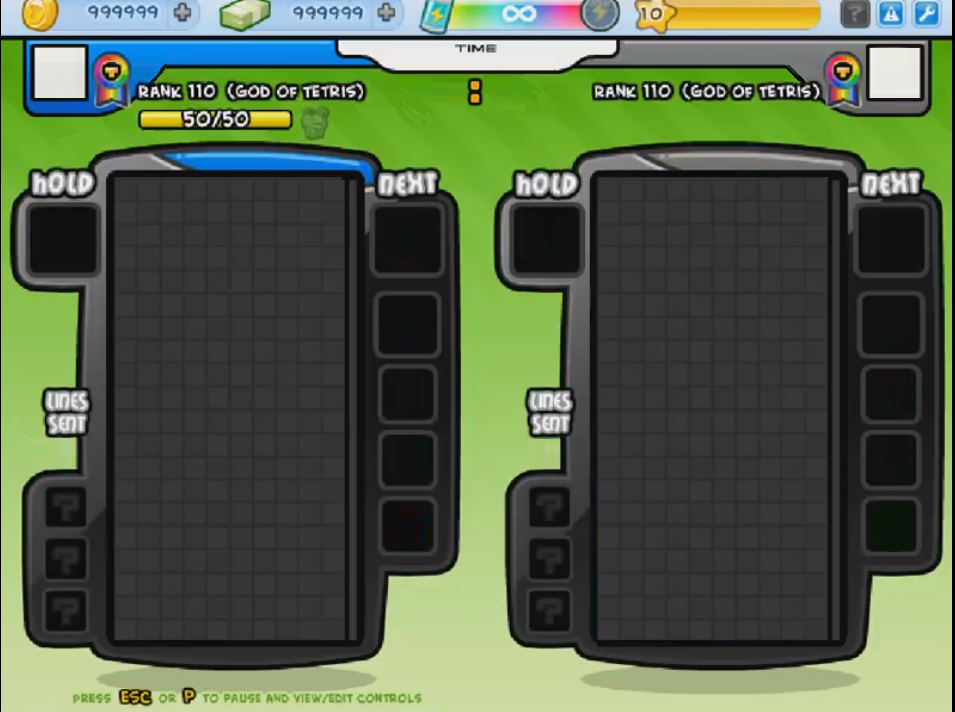 999999 999999 10 ?
TIME
RANK 110 (GOD OF TETRIS) : RANK 110 (GOD OF TETRIS)
50/50
HOLD NEXT HOLD NEXT
LINES LINES
SENT SENT
? ?
? ?
? ?
PRESS ESC OR P TO PAUSE AND VIEW/EDIT CONTROLS